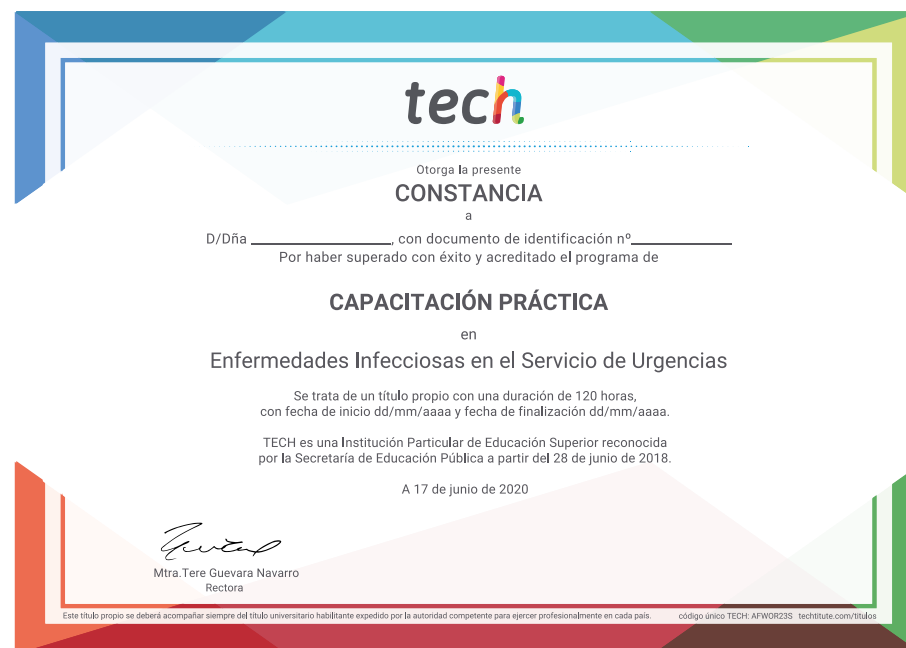 tech
Otorga la presente
CONSTANCIA
a
D/Dña ____________________, con documento de identificación nº______________
Por haber superado con éxito y acreditado el programa de
CAPACITACIÓN PRÁCTICA
en
Enfermedades Infecciosas en el Servicio de Urgencias
Se trata de un título propio con una duración de 120 horas,
con fecha de inicio dd/mm/aaaa y fecha de finalización dd/mm/aaaa.
TECH es una Institución Particular de Educación Superior reconocida
por la Secretaría de Educación Pública a partir del 28 de junio de 2018.
A 17 de junio de 2020
Mtra.Tere Guevara Navarro
Rectora
Este título propio se deberá acompañar siempre del título universitario habilitante expedido por la autoridad competente para ejercer profesionalmente en cada país. código único TECH: AFWOR23S techtitute.com/titulos